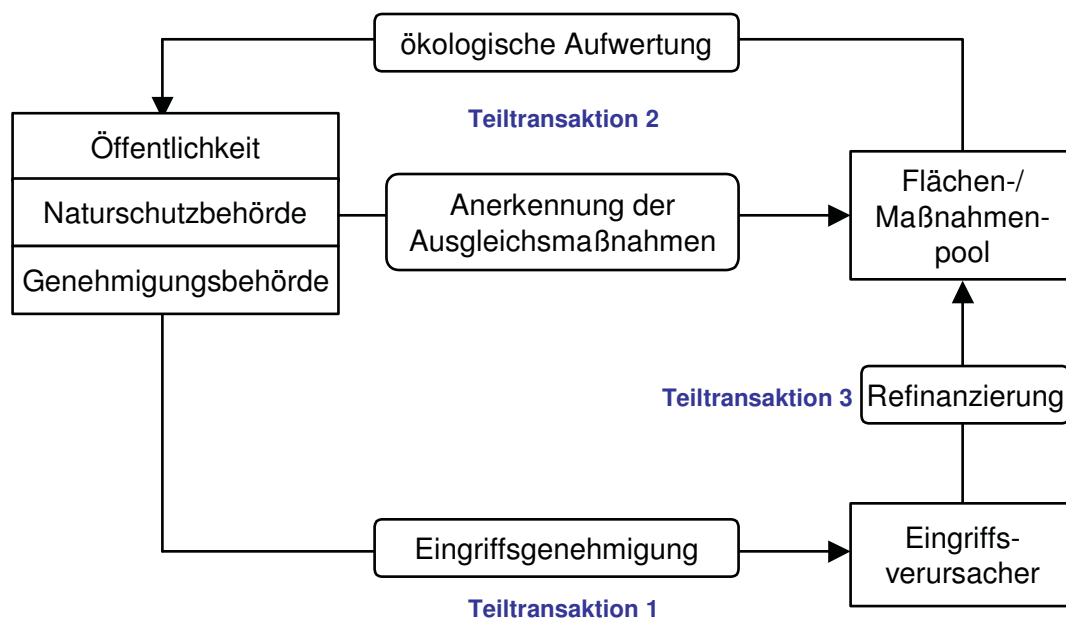 ökologische Aufwertung
Teiltransaktion 2
Öffentlichkeit
Naturschutzbehörde
Genehmigungsbehörde
Anerkennung der
Ausgleichsmaßnahmen
Flächen-/
Maßnahmen-
pool
Teiltransaktion 3
Refinanzierung
Eingriffsgenehmigung
Teiltransaktion 1
Eingriffs-
verursacher